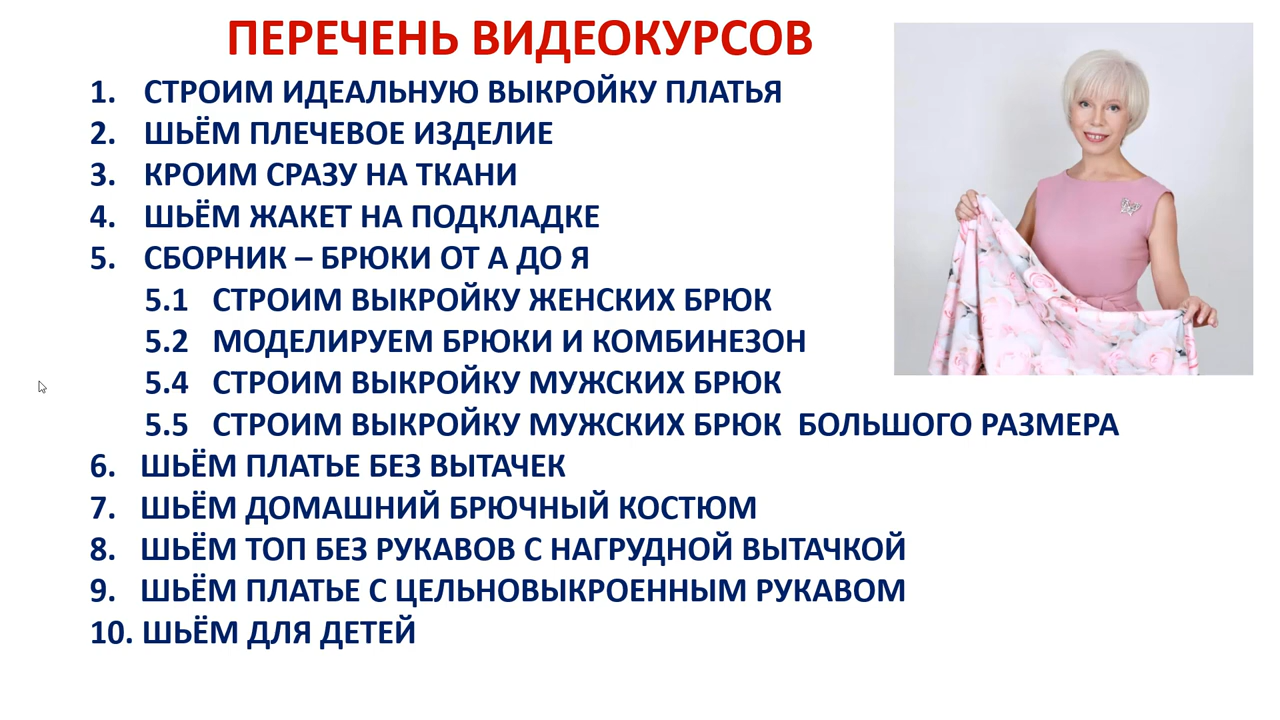 ПЕРЕЧЕНЬ ВИДЕОКУРСОВ
1. СТРОИМ ИДЕАЛЬНУЮ ВЫКРОЙКУ ПЛАТЬЯ
2. ШЬЁМ ПЛЕЧЕВОЕ ИЗДЕЛИЕ
3. КРОИМ СРАЗУ НА ТКАНИ
4. ШЬЁМ ЖАКЕТ НА ПОДКЛАДКЕ
5. СБОРНИК – БРЮКИ ОТ А ДО Я
5.1 СТРОИМ ВЫКРОЙКУ ЖЕНСКИХ БРЮК
5.2 МОДЕЛИРУЕМ БРЮКИ И КОМБИНЕЗОН
5.4 СТРОИМ ВЫКРОЙКУ МУЖСКИХ БРЮК
5.5 СТРОИМ ВЫКРОЙКУ МУЖСКИХ БРЮК БОЛЬШОГО РАЗМЕРА
6. ШЬЁМ ПЛАТЬЕ БЕЗ ВЫТАЧЕК
7. ШЬЁМ ДОМАШНИЙ БРЮЧНЫЙ КОСТЮМ
8. ШЬЁМ ТОП БЕЗ РУКАВОВ С НАГРУДНОЙ ВЫТАЧКОЙ
9. ШЬЁМ ПЛАТЬЕ С ЦЕЛЬНОВЫКРОЕННЫМ РУКАВОМ
10. ШЬЁМ ДЛЯ ДЕТЕЙ